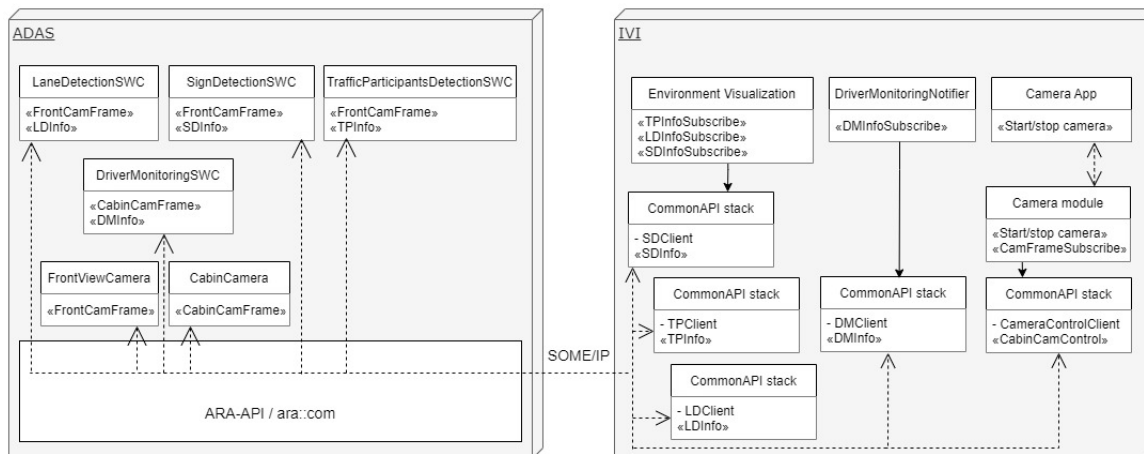 ADAS
LaneDetectionSWC
«FrontCamFrame»
«LDInfo»
SignDetectionSWC
«FrontCamFrame»
«SDInfo»
TrafficParticipantsDetectionSWC
«FrontCamFrame»
«TPInfo»
DriverMonitoringSWC
«CabinCamFrame»
«DMInfo»
FrontViewCamera
«FrontCamFrame»
CabinCamera
«CabinCamFrame»
ARA-API / ara::com
SOME/IP
IVI
Environment Visualization
«TPInfoSubscribe»
«LDInfoSubscribe»
«SDInfoSubscribe»
DriverMonitoringNotifier
«DMInfoSubscribe»
Camera App
«Start/stop camera»
CommonAPI stack
- SDClient
«SDInfo»
Camera module
«Start/stop camera»
«CamFrameSubscribe»
CommonAPI stack
- TPClient
«TPInfo»
CommonAPI stack
- DMClient
«DMInfo»
CommonAPI stack
- CameraControlClient
«CabinCamControl»
CommonAPI stack
- LDClient
«LDInfo»